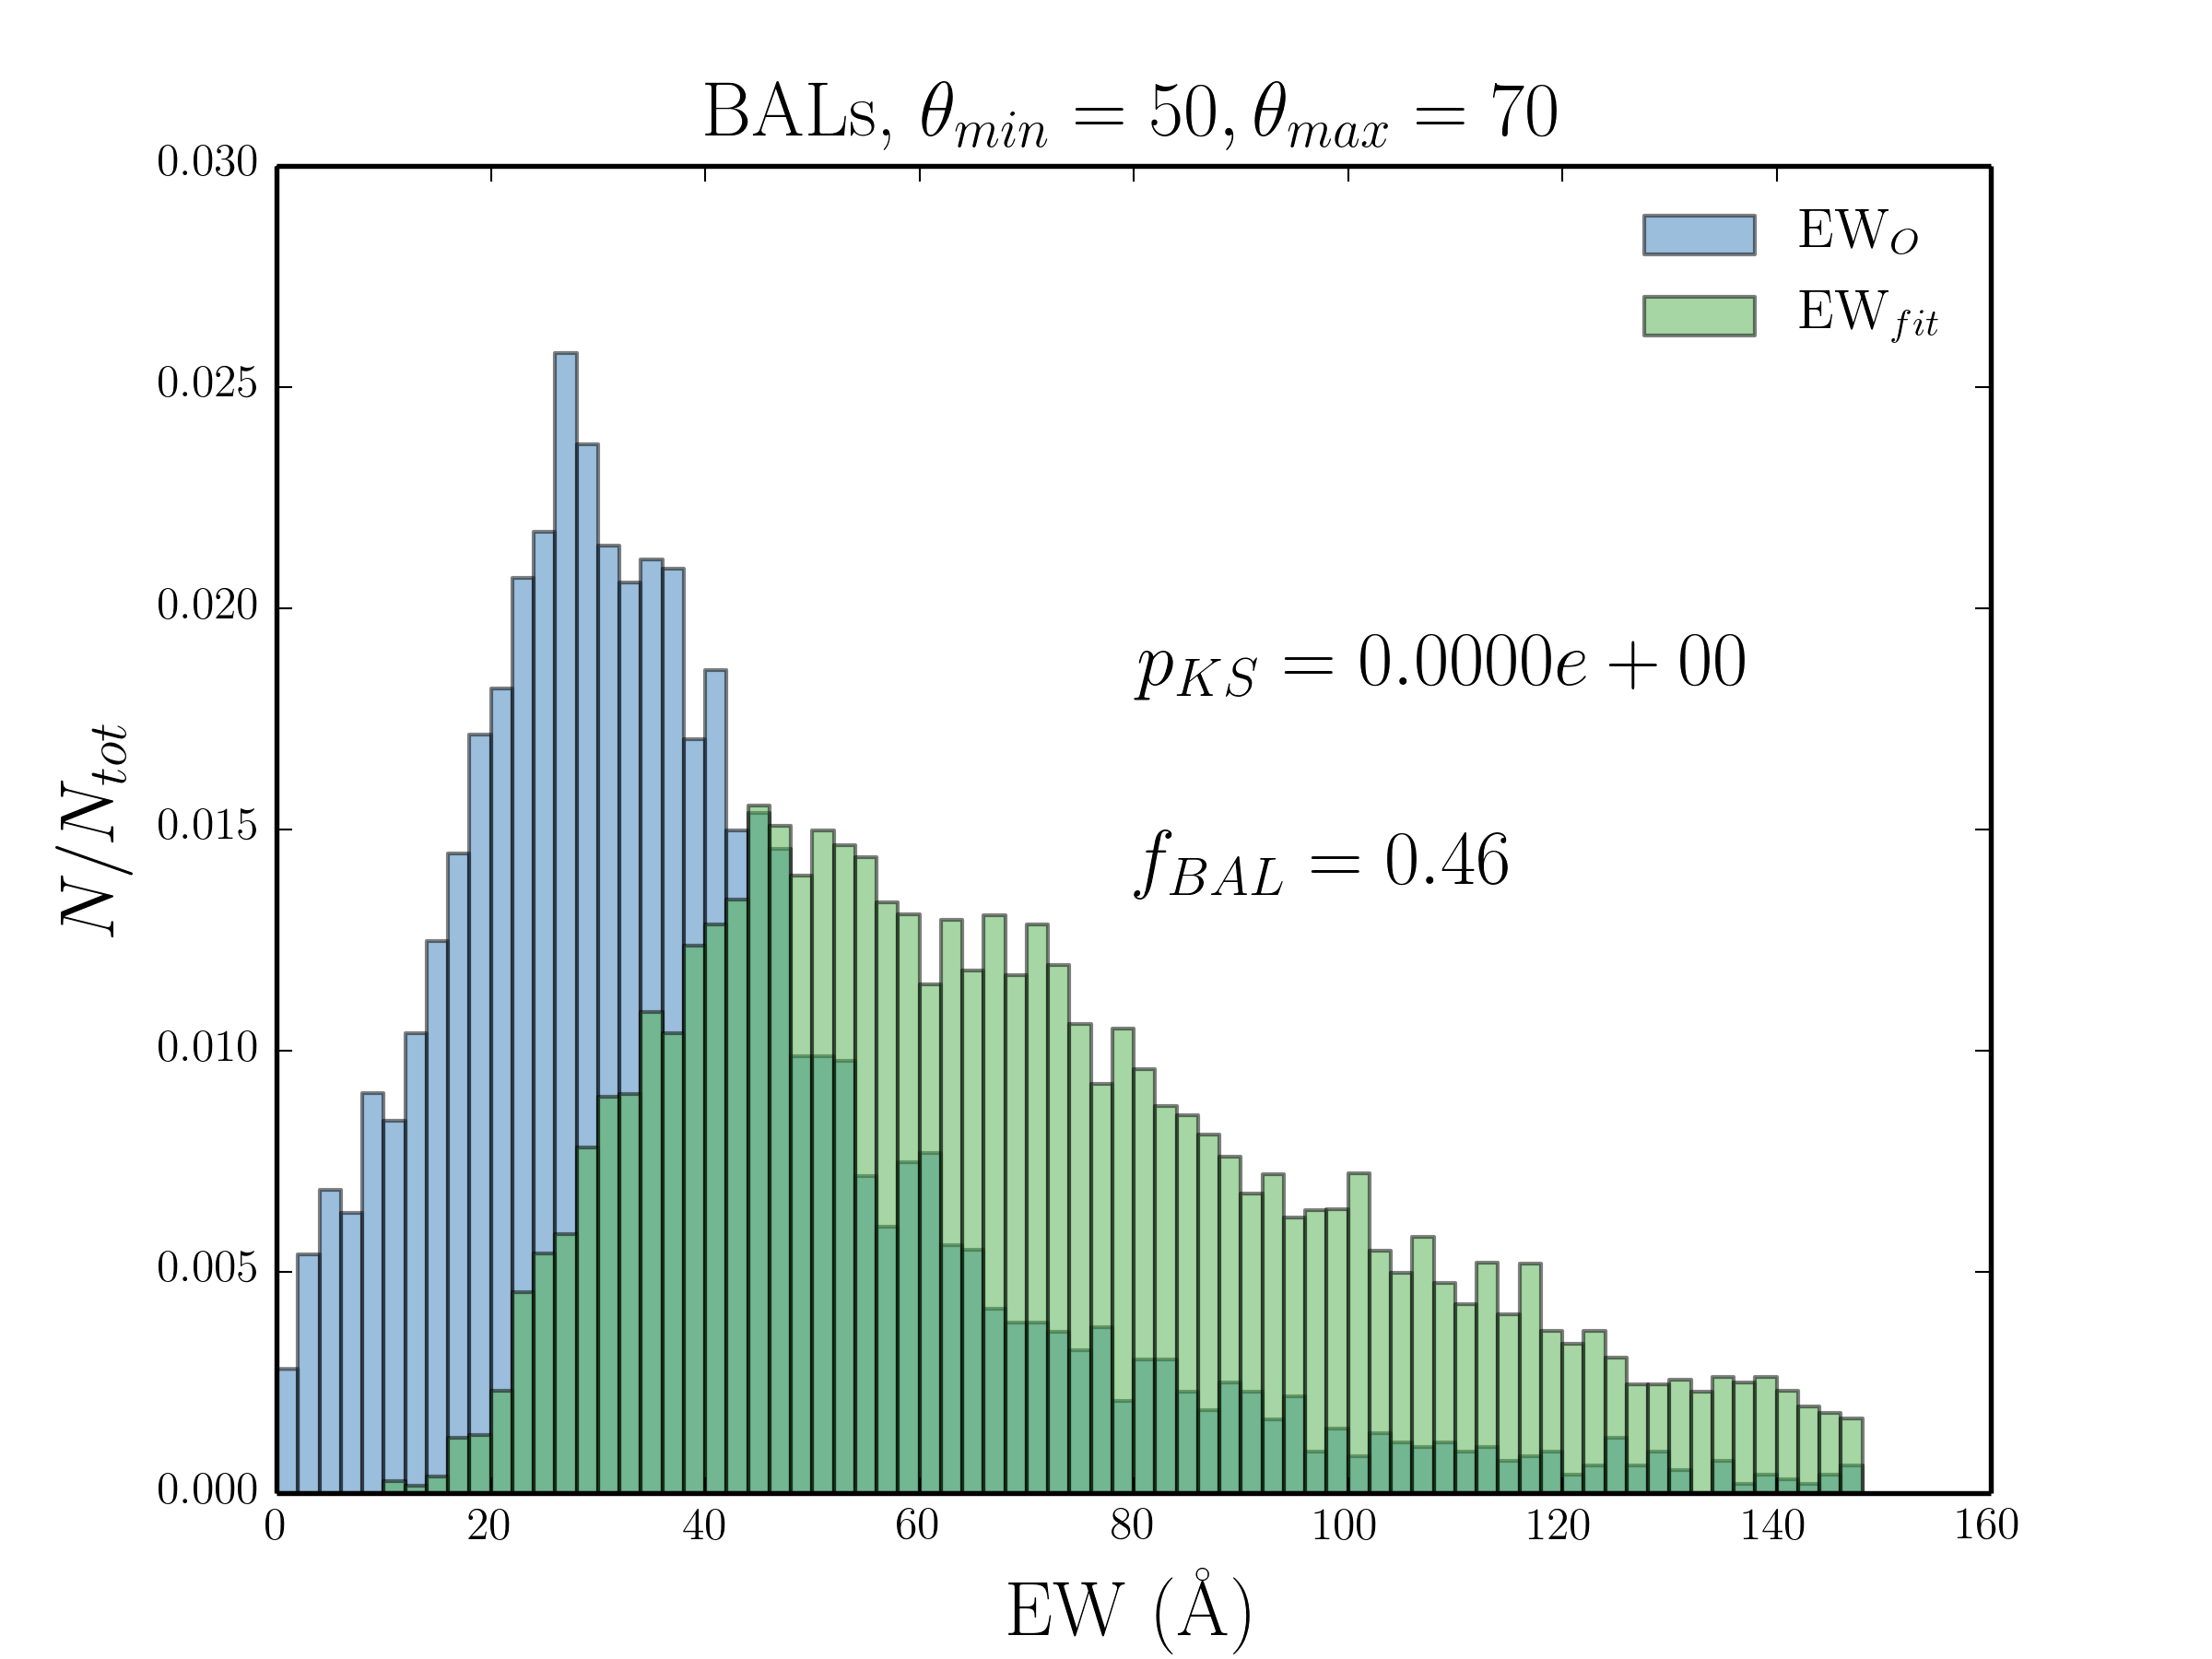 BALs, θ_min = 50, θ_max = 70
EW_O
EW_fit
p_KS = 0.0000e + 00
f_BAL = 0.46
N/N_tot
0.030
0.025
0.020
0.015
0.010
0.005
0.000
0 20 40 60 80 100 120 140 160
EW (Å)